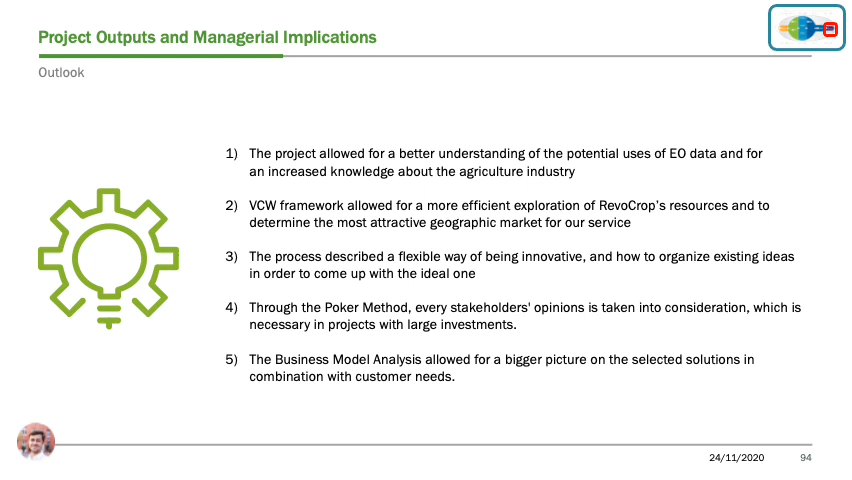 Project Outputs and Managerial Implications
Outlook
1) The project allowed for a better understanding of the potential uses of EO data and for
an increased knowledge about the agriculture industry
2) VCW framework allowed for a more efficient exploration of RevoCrop's resources and to
determine the most attractive geographic market for our service
3) The process described a flexible way of being innovative, and how to organize existing ideas
in order to come up with the ideal one
4) Through the Poker Method, every stakeholders' opinions is taken into consideration, which is
necessary in projects with large investments.
5) The Business Model Analysis allowed for a bigger picture on the selected solutions in
combination with customer needs.
24/11/2020 94